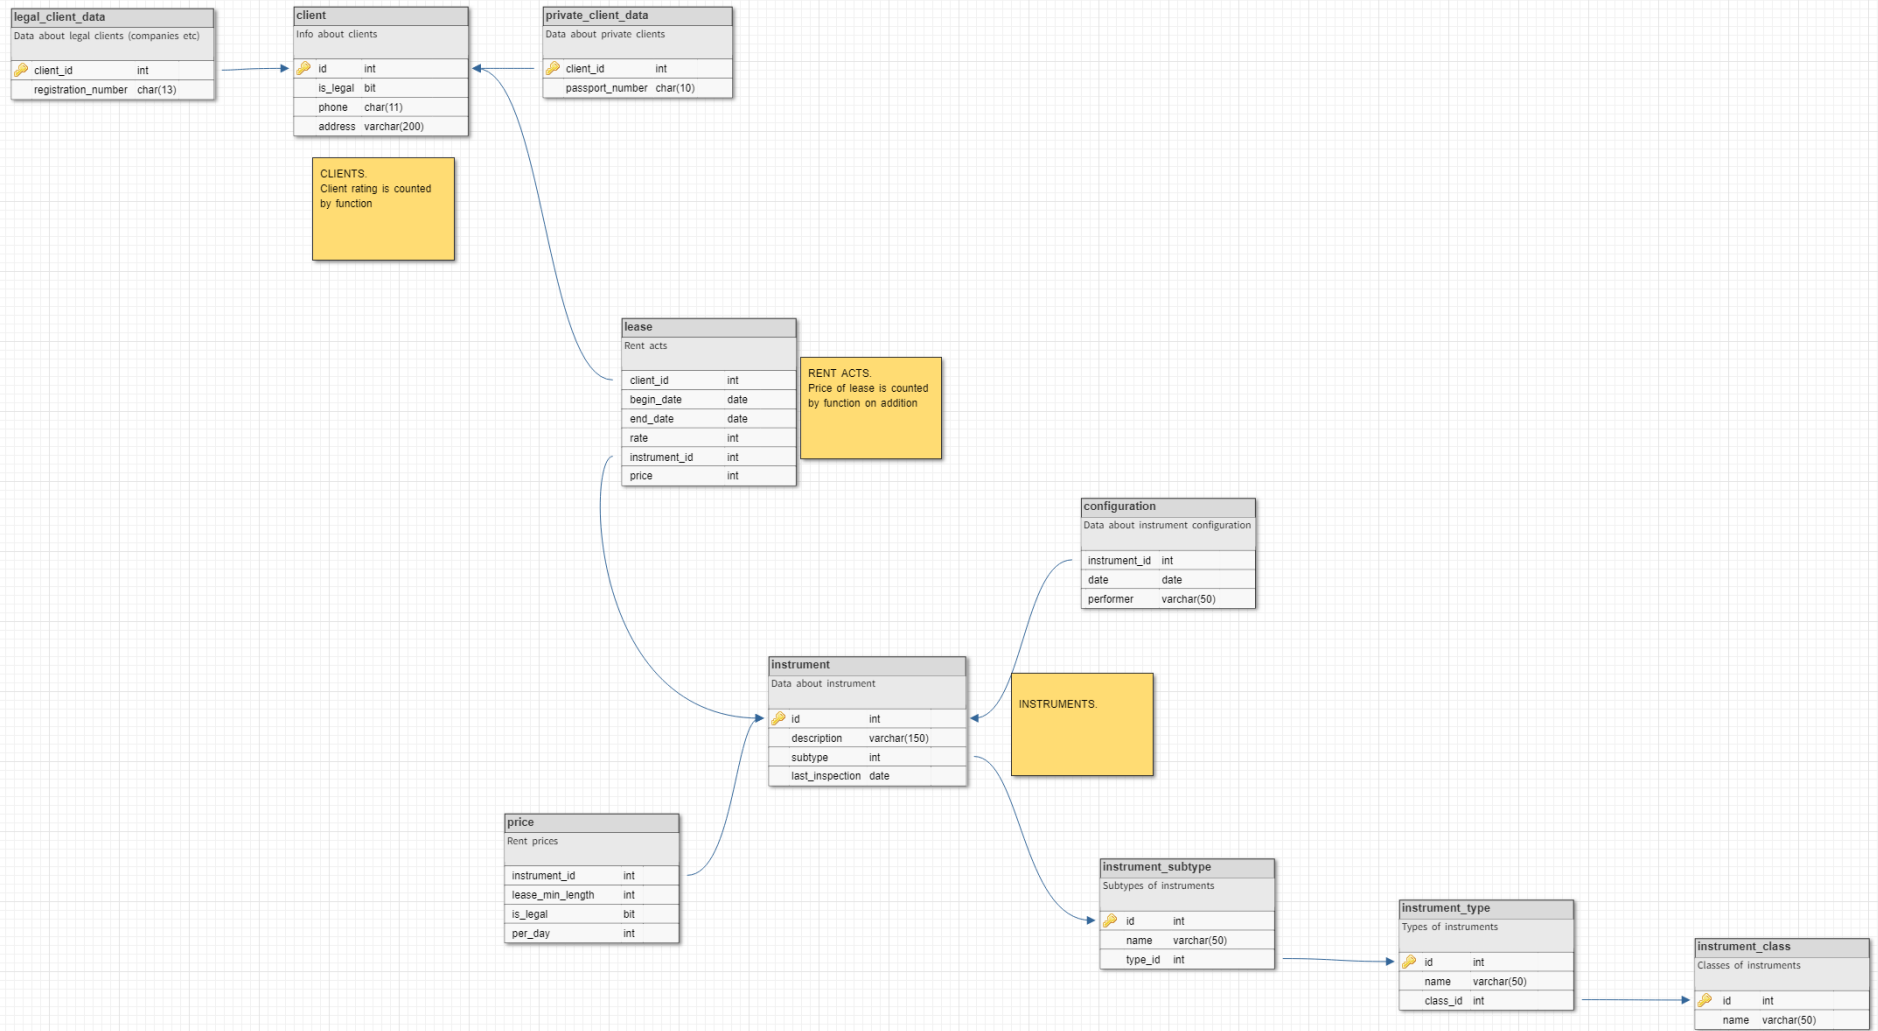 legal_client_data
Data about legal clients (companies etc)
client_id int
registration_number char(13)
client
Info about clients
id int
is_legal bit
phone char(11)
address varchar(200)
private_client_data
Data about private clients
client_id int
passport_number char(10)
CLIENTS.
Client rating is counted
by function
lease
Rent acts
client_id int
begin_date date
end_date date
rate int
instrument_id int
price int
RENT ACTS.
Price of lease is counted
by function on addition
configuration
Data about instrument configuration
instrument_id int
date date
performer varchar(50)
instrument
Data about instrument
id int
description varchar(150)
subtype int
last_inspection date
INSTRUMENTS.
price
Rent prices
instrument_id int
lease_min_length int
is_legal bit
per_day int
instrument_subtype
Subtypes of instruments
id int
name varchar(50)
type_id int
instrument_type
Types of instruments
id int
name varchar(50)
class_id int
instrument_class
Classes of instruments
id int
name varchar(50)